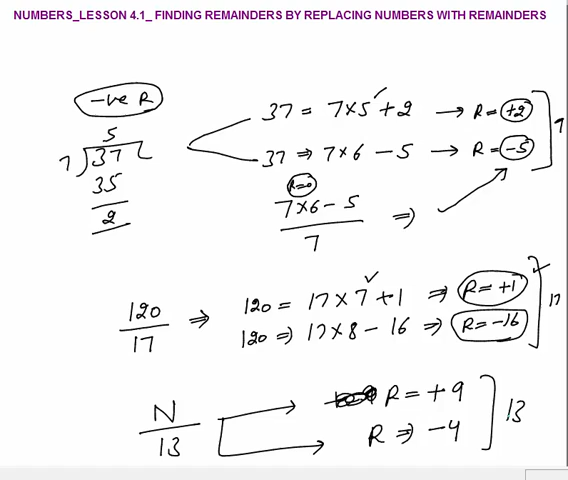 NUMBERS_LESSON 4.1_ FINDING REMAINDERS BY REPLACING NUMBERS WITH REMAINDERS
-ve R
5
7)37(
35
2
37 = 7×5 + 2 → R = +2
37 ⇒ 7×6 - 5 → R = -5
7
R=0
7×6 - 5
7
⇒
120
17
⇒
120 = 17 × 7 + 1 ⇒ R = +1
120 ⇒ 17 × 8 - 16 ⇒ R = -16
17
N
13
R = + 9
R ⇒ -4
13